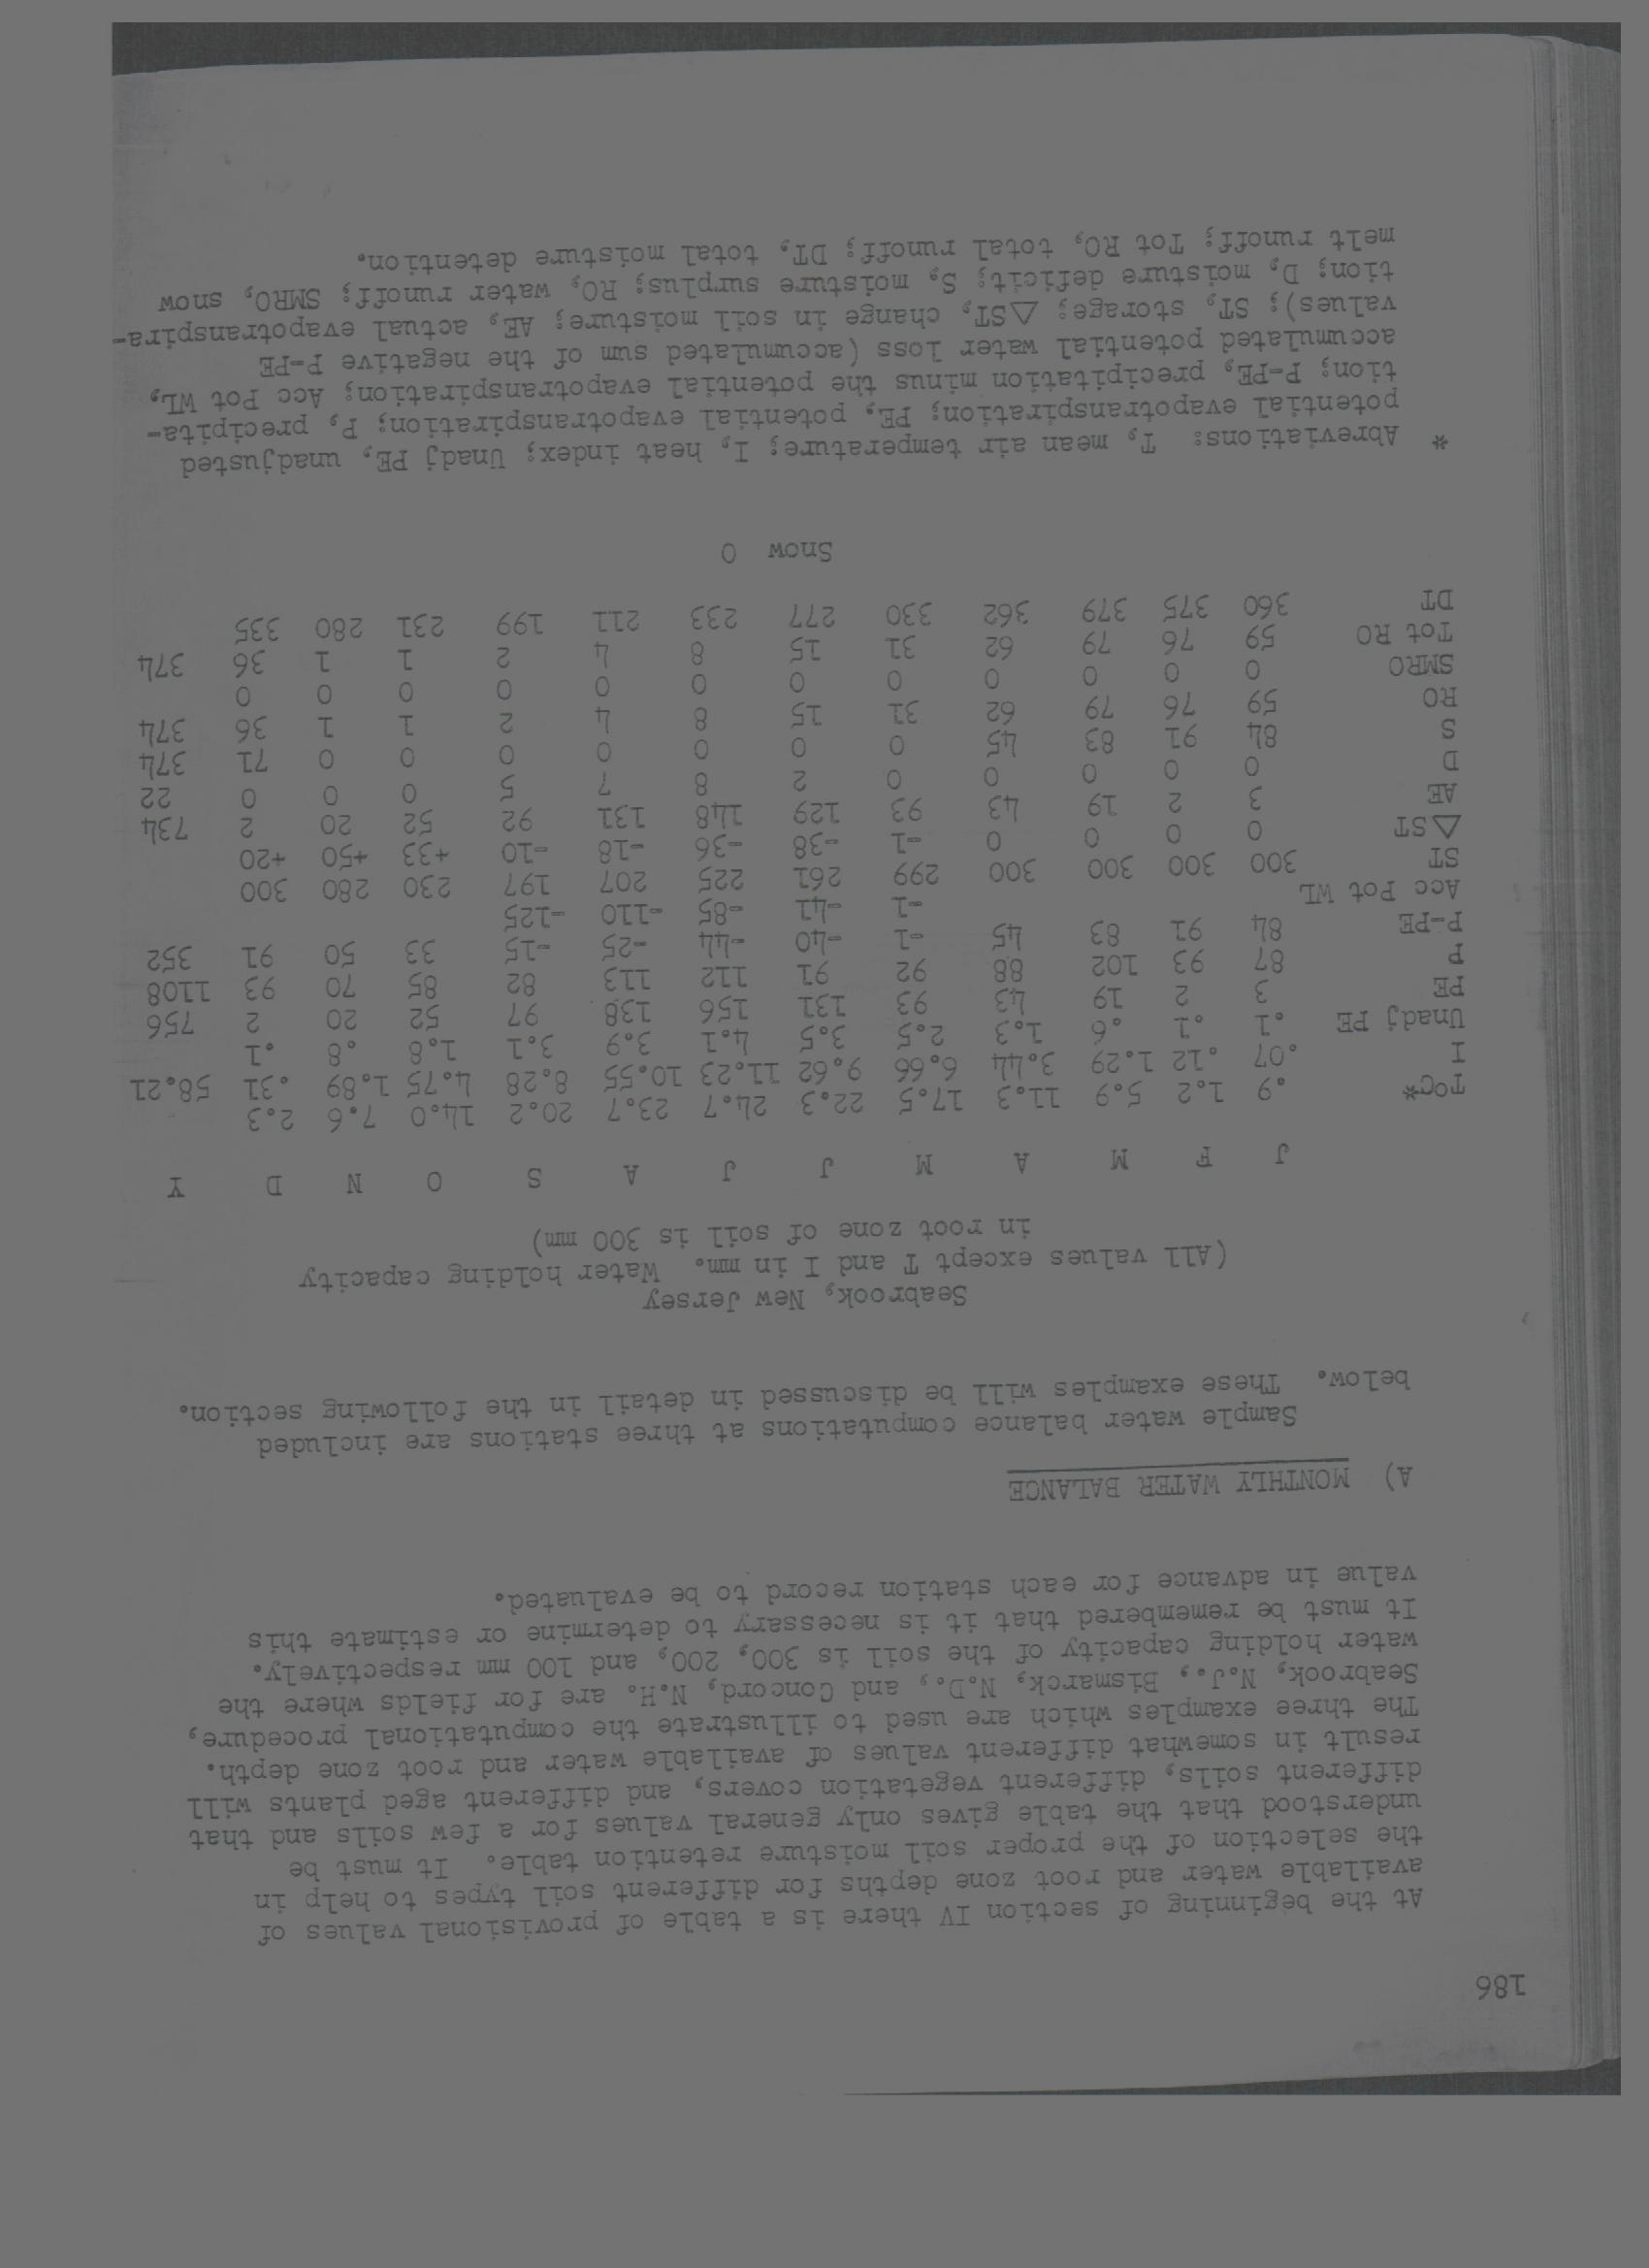 186
At the beginning of section IV there is a table of provisional values of
available water and root zone depths for different soil types to help in
the selection of the proper soil moisture retention table. It must be
understood that the table gives only general values for a few soils and that
different soils, different vegetation covers, and different aged plants will
result in somewhat different values of available water and root zone depth.
The three examples which are used to illustrate the computational procedure,
Seabrook, N.J., Bismarck, N.D., and Concord, N.H. are for fields where the
water holding capacity of the soil is 300, 200, and 100 mm respectively.
It must be remembered that it is necessary to determine or estimate this
value in advance for each station record to be evaluated.
A) MONTHLY WATER BALANCE
Sample water balance computations at three stations are included
below. These examples will be discussed in detail in the following section.
Seabrook, New Jersey
(All values except T and I in mm. Water holding capacity
in root zone of soil is 300 mm)
J F M A M J J A S O N D Y
TOC* .9 1.2 5.9 11.3 17.5 22.3 24.7 23.7 20.2 14.0 7.6 2.3
I .07 .12 1.29 3.44 6.66 9.62 11.23 10.55 8.28 4.75 1.89 .31 58.21
Unadj PE .1 .1 .6 1.3 2.5 3.5 4.1 3.9 3.1 1.8 .8 .1
PE 3 2 19 43 93 131 156 138 97 52 20 2 756
P 87 93 102 88 92 91 112 113 82 85 70 93 1108
P-PE 84 91 83 45 -1 -40 -44 -25 -15 33 50 91 352
Acc Pot WL -1 -41 -85 -110 -125
ST 300 300 300 300 299 261 225 207 197 230 280 300
△ST 0 0 0 0 -1 -38 -36 -18 -10 +33 +50 +20
AE 3 2 19 43 93 129 148 131 92 52 20 2 734
D 0 0 0 0 0 2 8 7 5 0 0 0 22
S 84 91 83 45 0 0 0 0 0 0 0 71 374
RO 59 76 79 62 31 15 8 4 2 1 1 36 374
SMRO 0 0 0 0 0 0 0 0 0 0 0 0
Tot RO 59 76 79 62 31 15 8 4 2 1 1 36 374
DT 360 375 379 362 330 277 233 211 199 231 280 335
Snow 0
* Abreviations: T, mean air temperature; I, heat index; Unadj PE, unadjusted
potential evapotranspiration; PE, potential evapotranspiration; P, precipita-
tion; P-PE, precipitation minus the potential evapotranspiration; Acc Pot WL,
accumulated potential water loss (accumulated sum of the negative P-PE
values); ST, storage; △ST, change in soil moisture; AE, actual evapotranspira-
tion; D, moisture deficit; S, moisture surplus; RO, water runoff; SMRO, snow
melt runoff; Tot RO, total runoff; DT, total moisture detention.